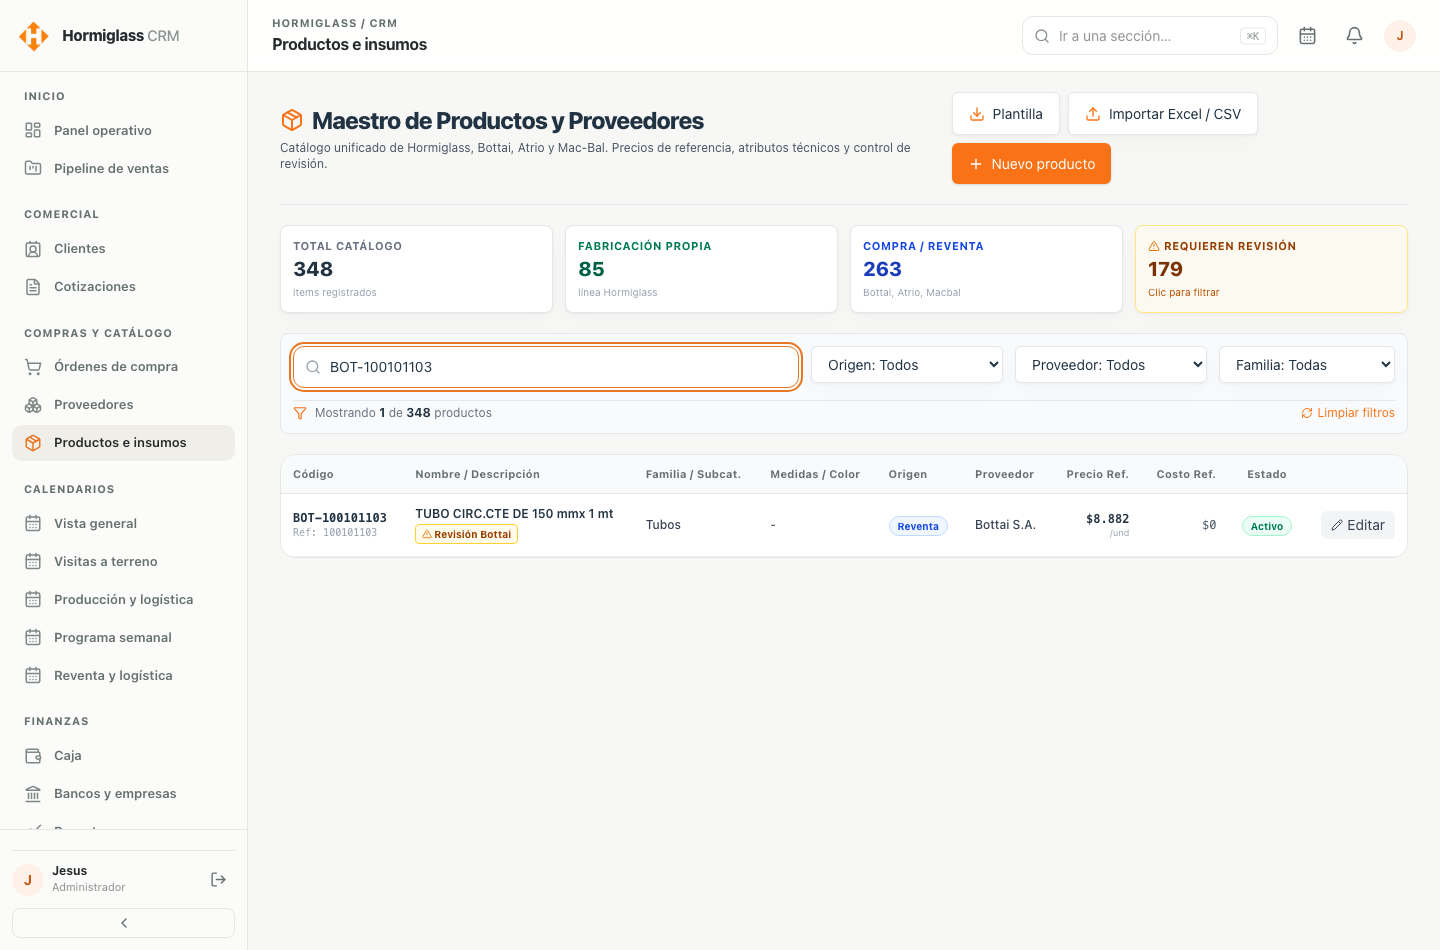 Hormiglass CRM
HORMIGLASS / CRM
Productos e insumos
Ir a una sección...
⌘K
J
INICIO
Panel operativo
Pipeline de ventas
COMERCIAL
Clientes
Cotizaciones
COMPRAS Y CATÁLOGO
Órdenes de compra
Proveedores
Productos e insumos
CALENDARIOS
Vista general
Visitas a terreno
Producción y logística
Programa semanal
Reventa y logística
FINANZAS
Caja
Bancos y empresas
J
Jesus
Administrador
Maestro de Productos y Proveedores
Catálogo unificado de Hormiglass, Bottai, Atrio y Mac-Bal. Precios de referencia, atributos técnicos y control de
revisión.
Plantilla
Importar Excel / CSV
Nuevo producto
TOTAL CATÁLOGO
348
items registrados
FABRICACIÓN PROPIA
85
línea Hormiglass
COMPRA / REVENTA
263
Bottai, Atrio, Macbal
REQUIEREN REVISIÓN
179
Clic para filtrar
BOT-100101103
Origen: Todos
Proveedor: Todos
Familia: Todas
Mostrando 1 de 348 productos
Limpiar filtros
Código Nombre / Descripción Familia / Subcat. Medidas / Color Origen Proveedor Precio Ref. Costo Ref. Estado
BOT-100101103 TUBO CIRC.CTE DE 150 mmx 1 mt Tubos - Reventa Bottai S.A. $8.882 $0 Activo Editar
Ref: 100101103 Revisión Bottai /und